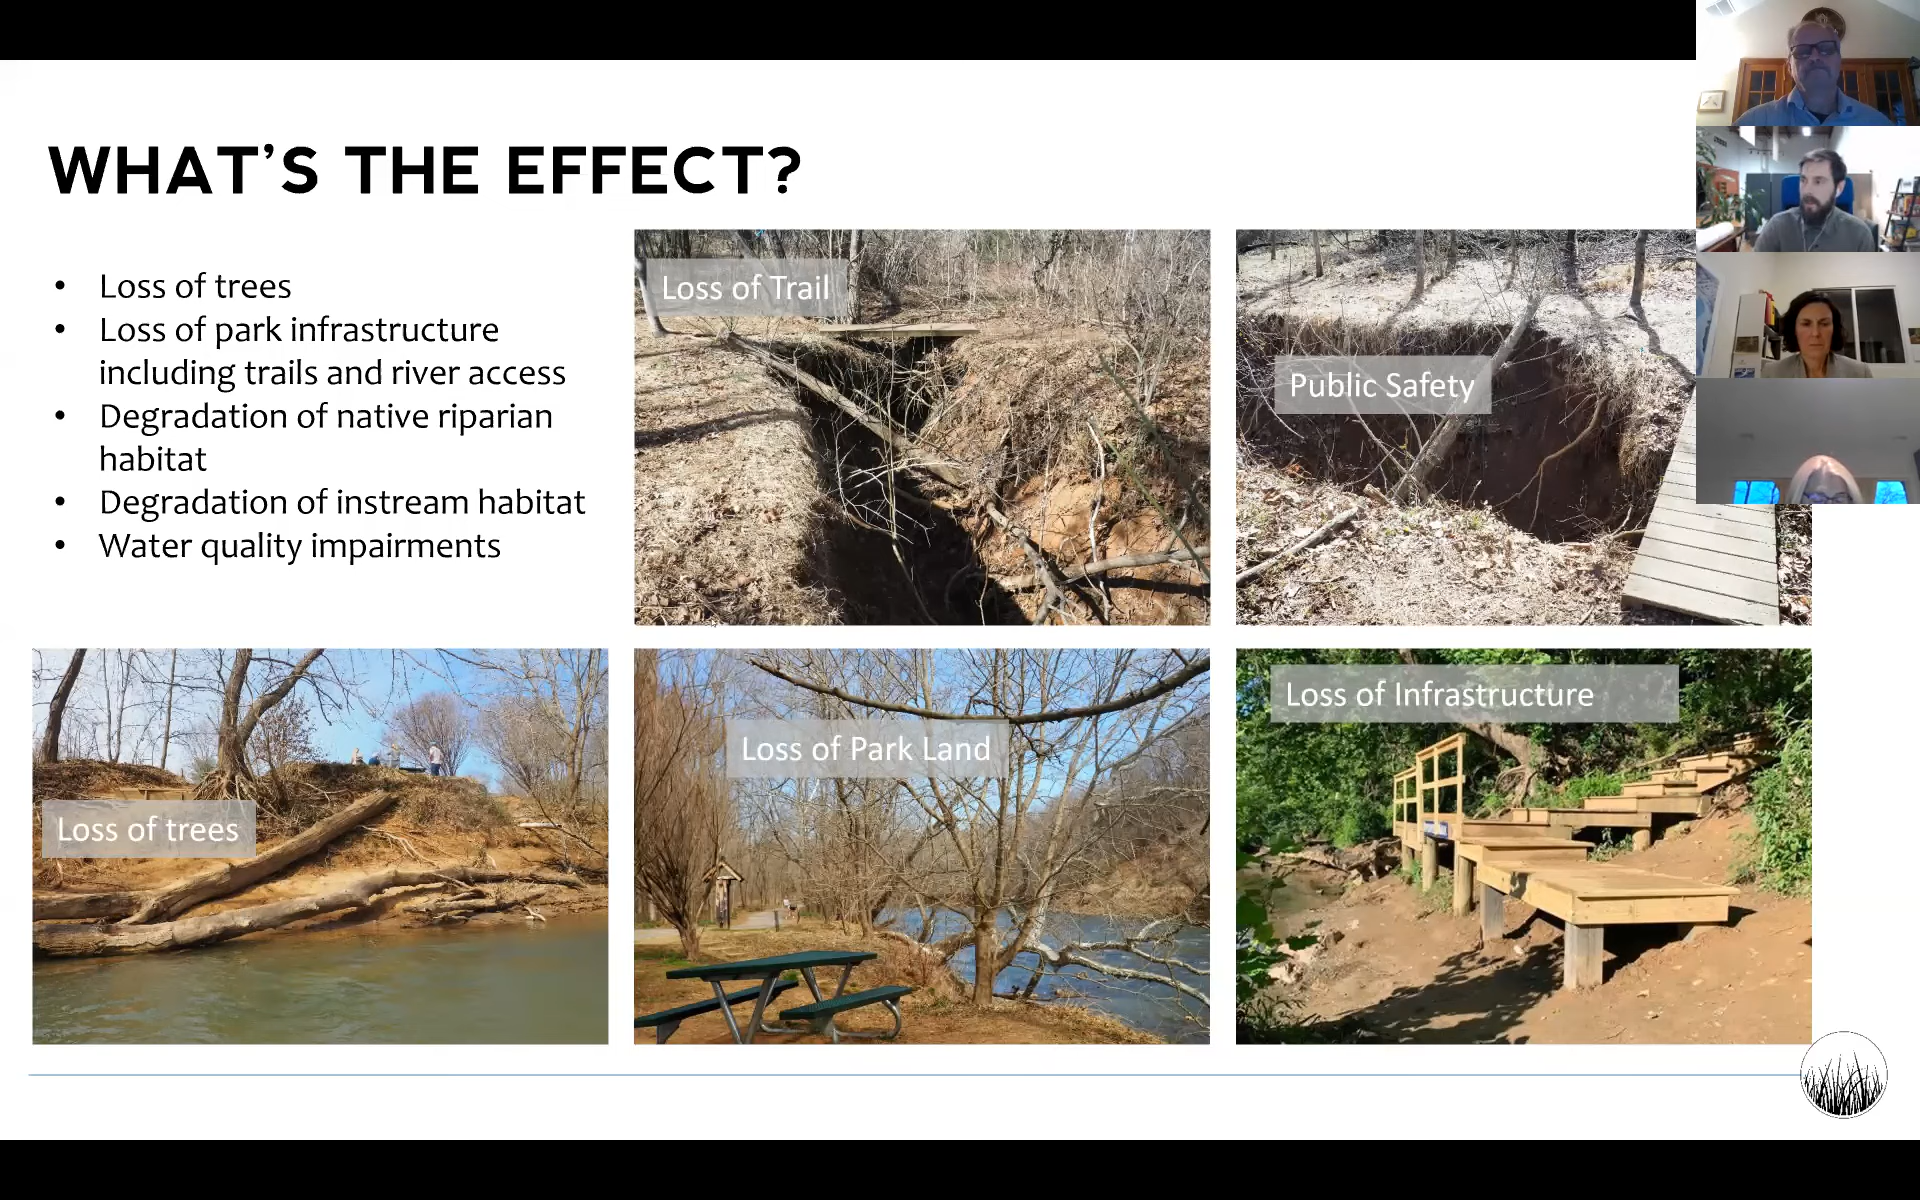 WHAT'S THE EFFECT?
• Loss of trees
• Loss of park infrastructure
including trails and river access
• Degradation of native riparian
habitat
• Degradation of instream habitat
• Water quality impairments
Loss of Trail
Public Safety
Loss of trees
Loss of Park Land
Loss of Infrastructure